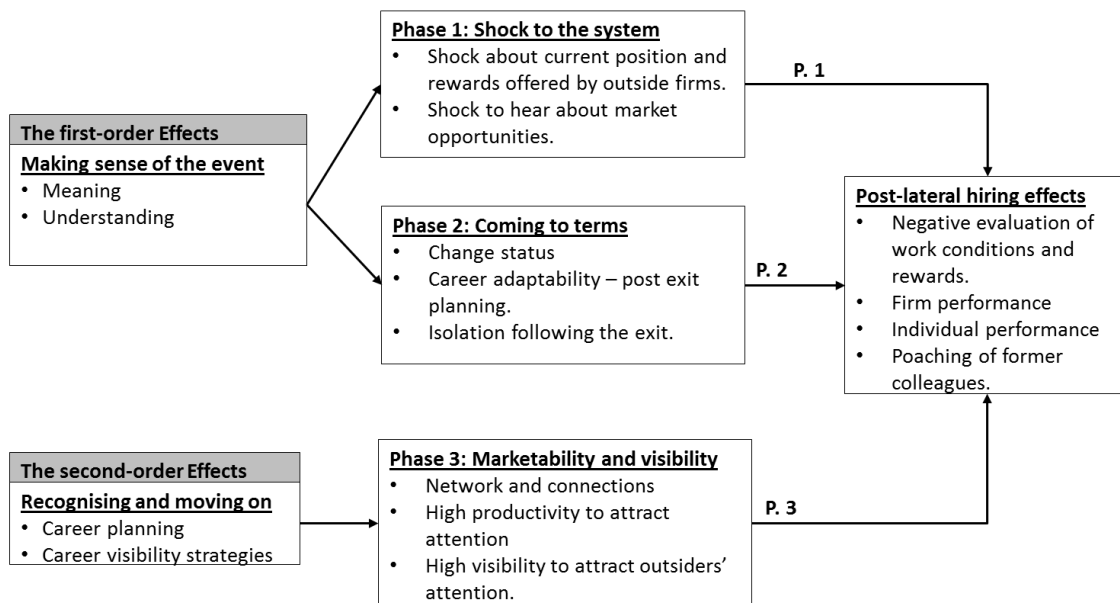 The first-order Effects
Making sense of the event
• Meaning
• Understanding
Phase 1: Shock to the system
• Shock about current position and
rewards offered by outside firms.
• Shock to hear about market
opportunities.
P. 1
Phase 2: Coming to terms
• Change status
• Career adaptability – post exit
planning.
• Isolation following the exit.
P. 2
Post-lateral hiring effects
• Negative evaluation of
work conditions and
rewards.
• Firm performance
• Individual performance
• Poaching of former
colleagues.
The second-order Effects
Recognising and moving on
• Career planning
• Career visibility strategies
Phase 3: Marketability and visibility
• Network and connections
• High productivity to attract
attention
• High visibility to attract outsiders’
attention.
P. 3